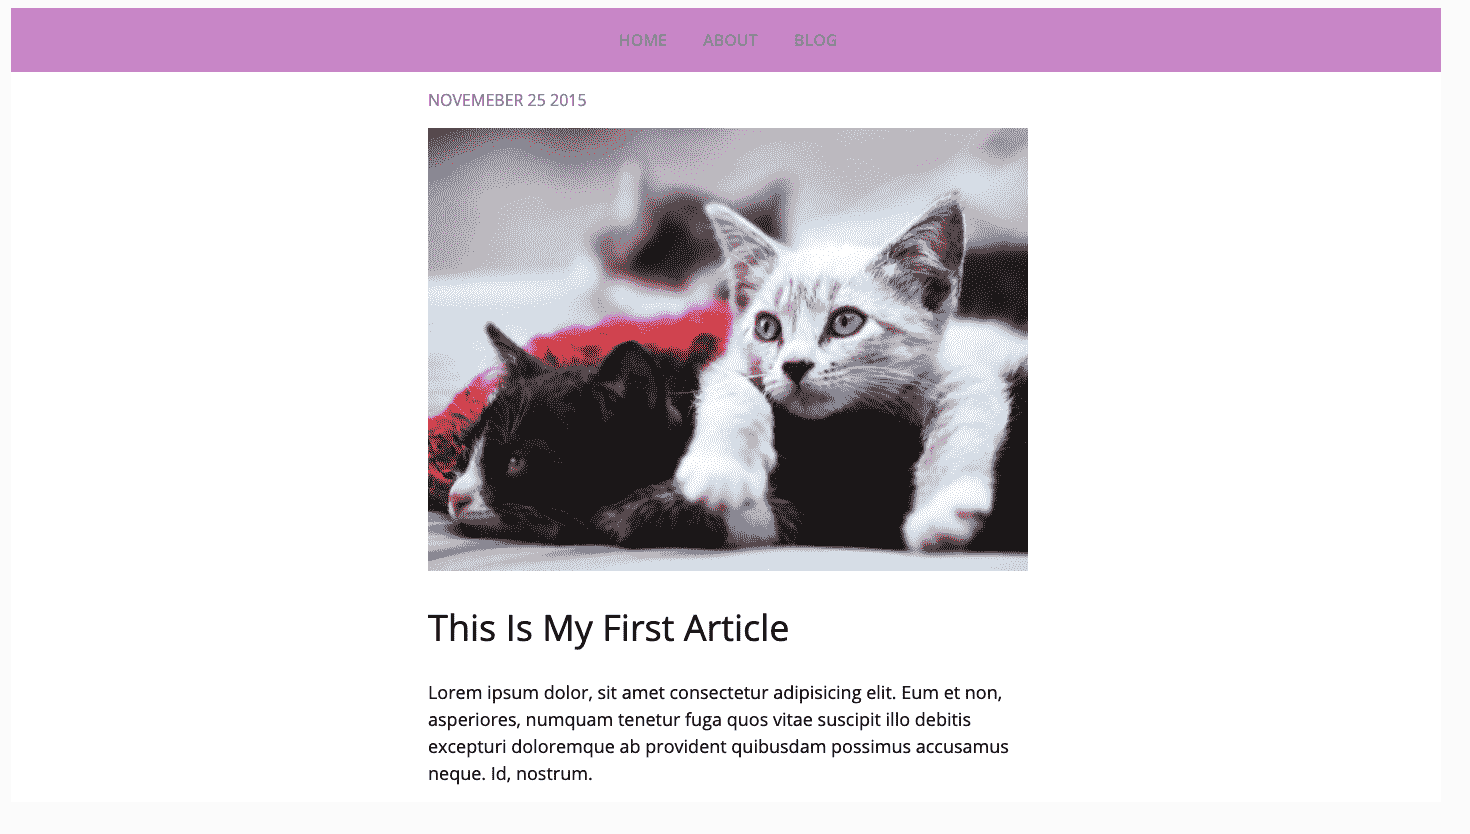 HOME ABOUT BLOG
NOVEMEBER 25 2015
This Is My First Article
Lorem ipsum dolor, sit amet consectetur adipisicing elit. Eum et non,
asperiores, numquam tenetur fuga quos vitae suscipit illo debitis
excepturi doloremque ab provident quibusdam possimus accusamus
neque. Id, nostrum.